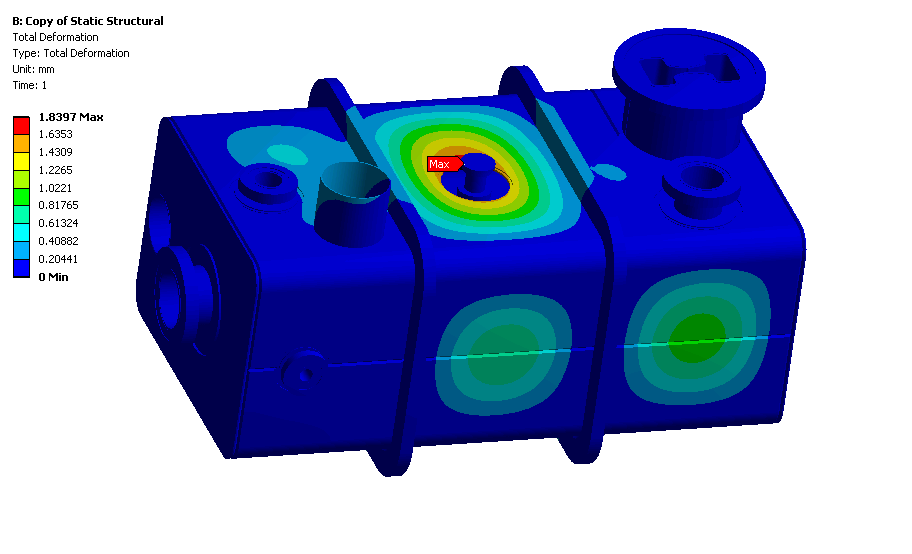 B: Copy of Static Structural
Total Deformation
Type: Total Deformation
Unit: mm
Time: 1
1.8397 Max
1.6353
1.4309
1.2265
1.0221
0.81765
0.61324
0.40882
0.20441
0 Min
Max